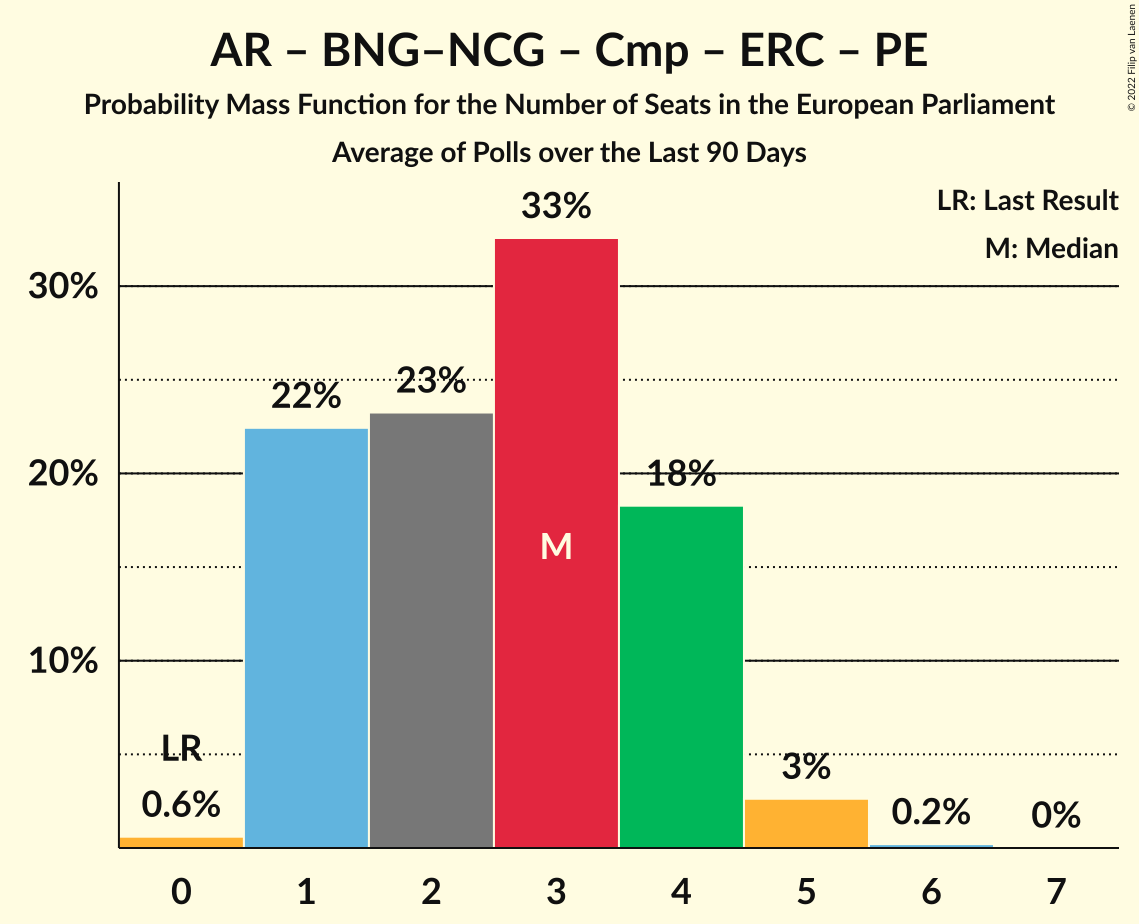 AR – BNG–NCG – Cmp – ERC – PE
Probability Mass Function for the Number of Seats in the European Parliament
Average of Polls over the Last 90 Days
© 2022 Filip van Laenen
LR: Last Result
M: Median
33%
30%
22%
23%
20%
18%
M
10%
LR
0.6%
3%
0.2%
0%
0 1 2 3 4 5 6 7